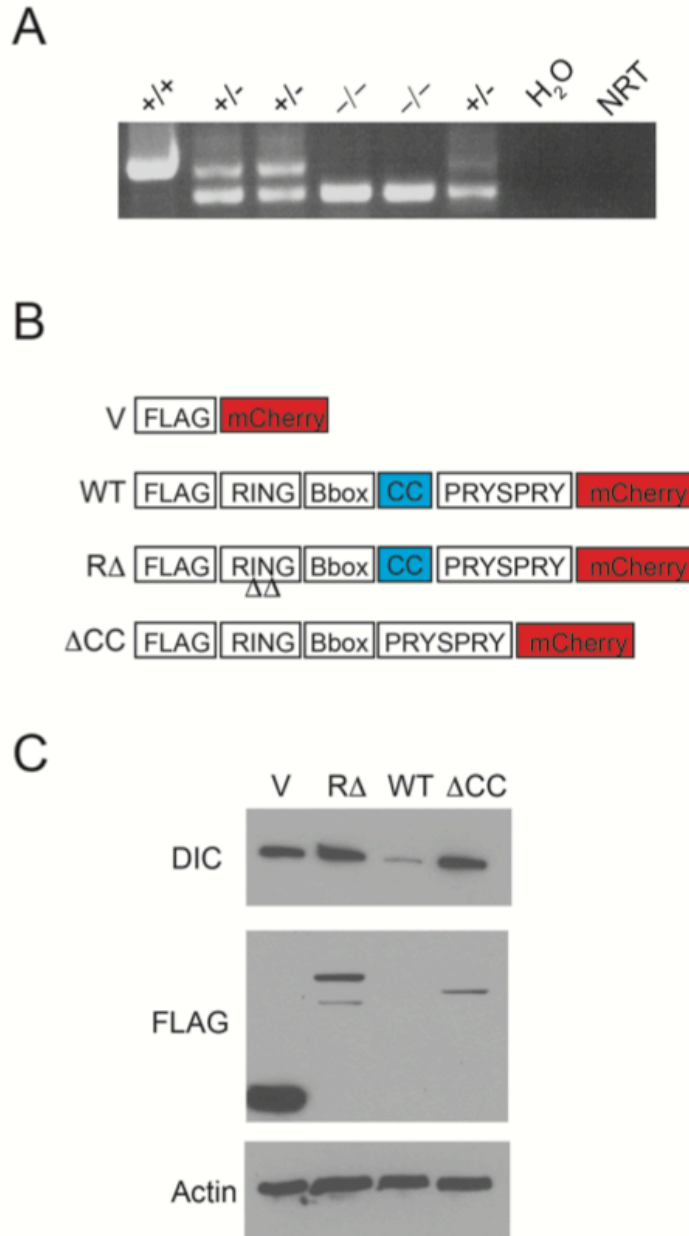 A
+/+ +/- +/- -/- -/- +/- H₂O NRT
B
V FLAG mCherry
WT FLAG RING Bbox CC PRYSPRY mCherry
RΔ FLAG RING Bbox CC PRYSPRY mCherry
ΔΔ
ΔCC FLAG RING Bbox PRYSPRY mCherry
C
V RΔ WT ΔCC
DIC
FLAG
Actin